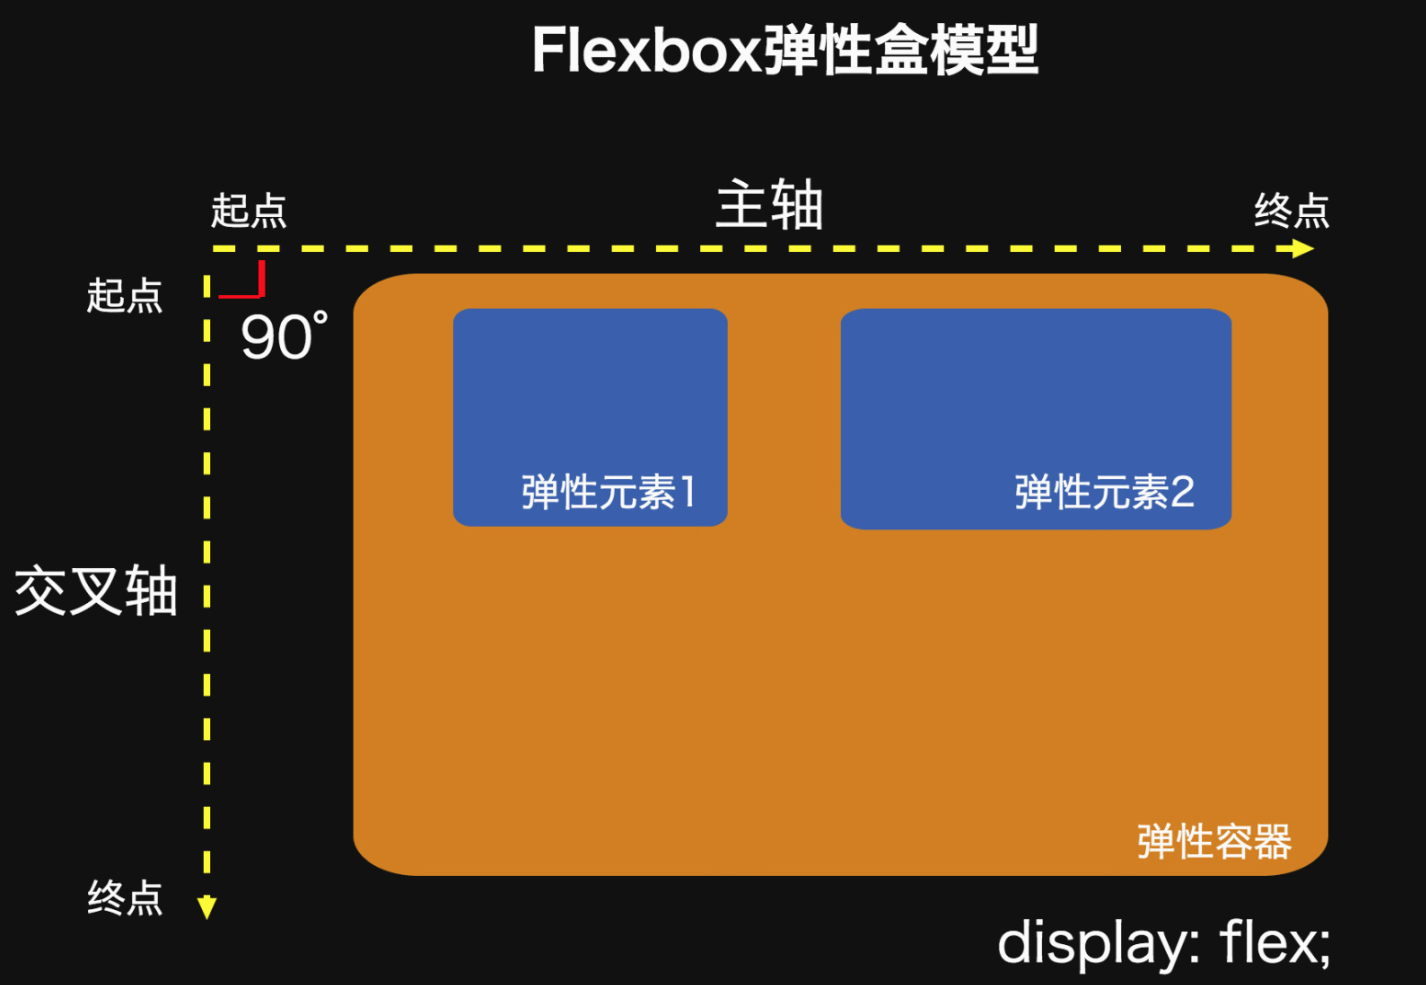 Flexbox弹性盒模型
主轴
起点
终点
起点
90°
弹性元素1
弹性元素2
交叉轴
弹性容器
终点
display: flex;